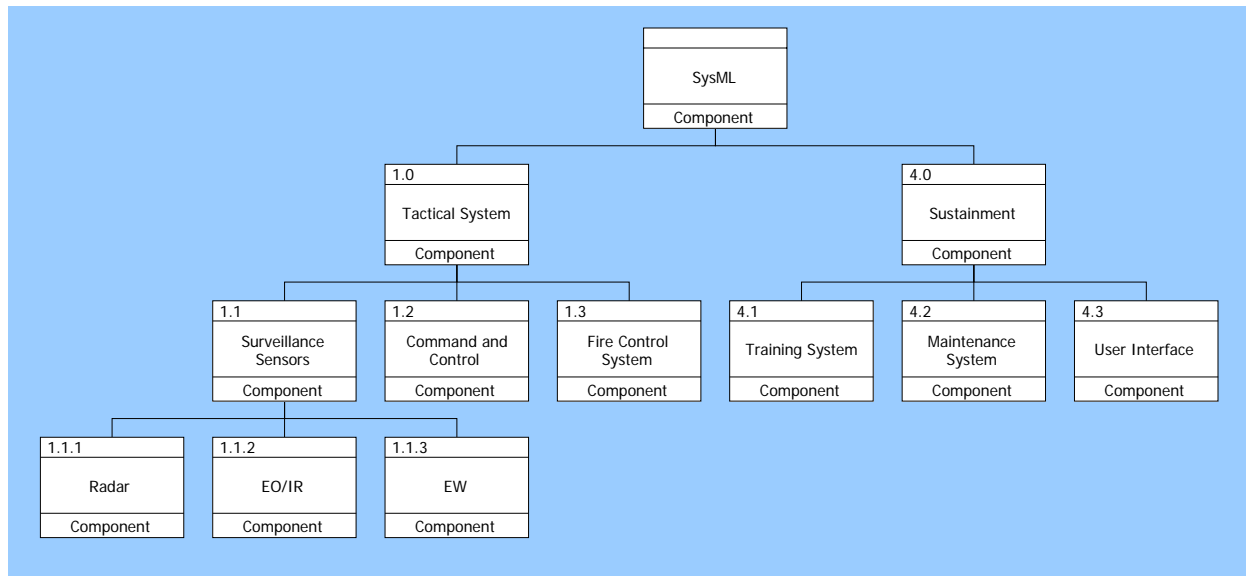 SysML
Component
1.0
Tactical System
Component
4.0
Sustainment
Component
1.1
Surveillance
Sensors
Component
1.2
Command and
Control
Component
1.3
Fire Control
System
Component
4.1
Training System
Component
4.2
Maintenance
System
Component
4.3
User Interface
Component
1.1.1
Radar
Component
1.1.2
EO/IR
Component
1.1.3
EW
Component